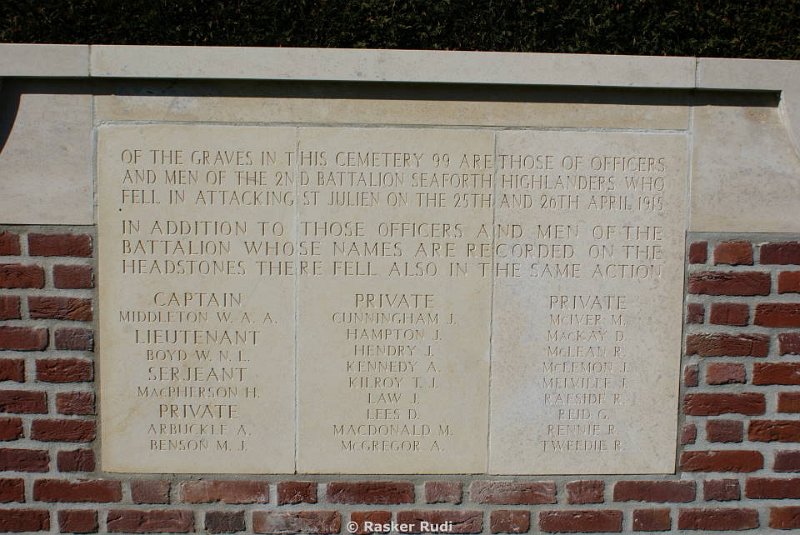 OF THE GRAVES IN THIS CEMETERY 99 ARE THOSE OF OFFICERS
AND MEN OF THE 2ND BATTALION SEAFORTH HIGHLANDERS WHO
FELL IN ATTACKING ST JULIEN ON THE 25TH AND 26TH APRIL 1915
IN ADDITION TO THOSE OFFICERS AND MEN OF THE
BATTALION WHOSE NAMES ARE RECORDED ON THE
HEADSTONES THERE FELL ALSO IN THE SAME ACTION
CAPTAIN
MIDDLETON W. A. A.
LIEUTENANT
BOYD W. N. L.
SERJEANT
MACPHERSON H.
PRIVATE
ARBUCKLE A.
BENSON M. J.
PRIVATE
CUNNINGHAM J.
HAMPTON J.
HENDRY J.
KENNEDY A.
KILROY T. J.
LAW J.
LEES D.
MACDONALD M.
MCGREGOR A.
PRIVATE
MCIVER M.
MACKAY D.
MCLEAN R.
MCLEMON J.
MELVILLE J.
RAESIDE R.
REID G.
RENNIE R.
TWEEDIE R.
© Rasker Rudi